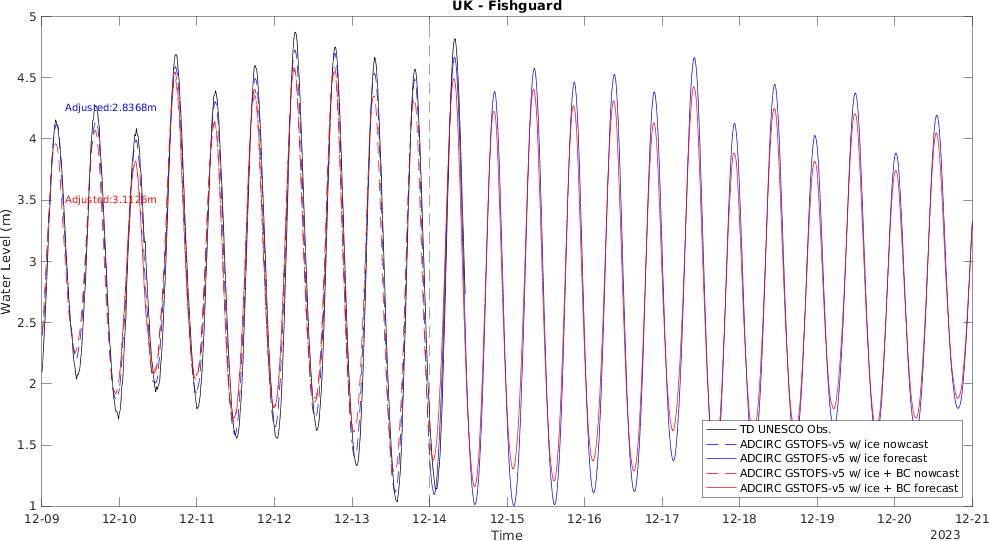 UK - Fishguard
5
4.5
4
3.5
3
2.5
2
1.5
1
Water Level (m)
Adjusted:2.8368m
Adjusted:3.1126m
TD UNESCO Obs.
ADCIRC GSTOFS-v5 w/ ice nowcast
ADCIRC GSTOFS-v5 w/ ice forecast
ADCIRC GSTOFS-v5 w/ ice + BC nowcast
ADCIRC GSTOFS-v5 w/ ice + BC forecast
12-09 12-10 12-11 12-12 12-13 12-14 12-15 12-16 12-17 12-18 12-19 12-20 12-21
Time
2023